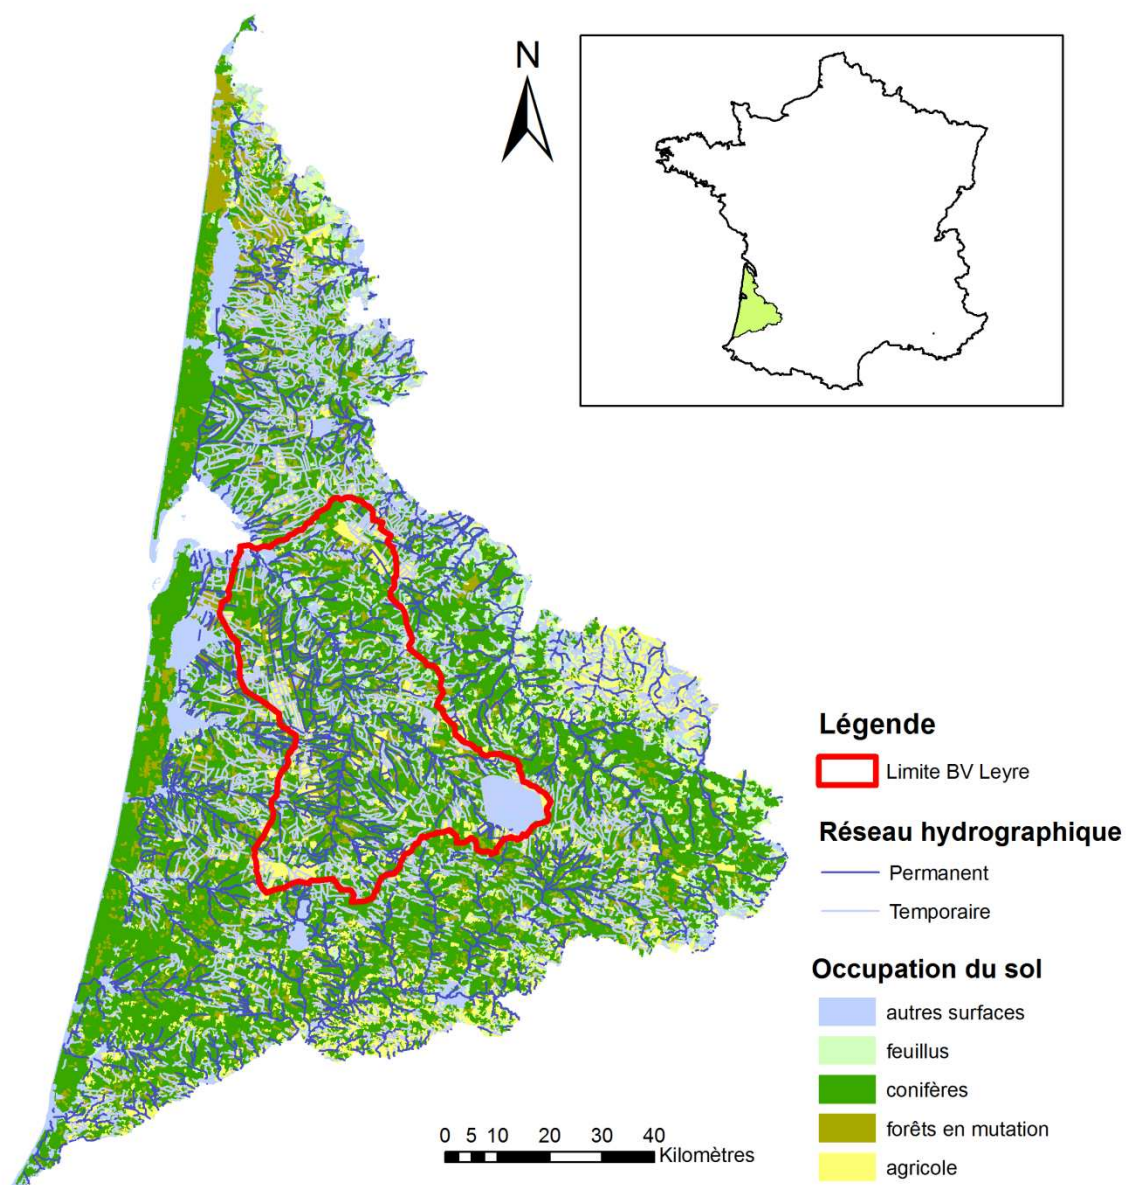 N
Légende
Limite BV Leyre
Réseau hydrographique
Permanent
Temporaire
Occupation du sol
autres surfaces
feuillus
conifères
forêts en mutation
agricole
0 5 10 20 30 40
Kilomètres